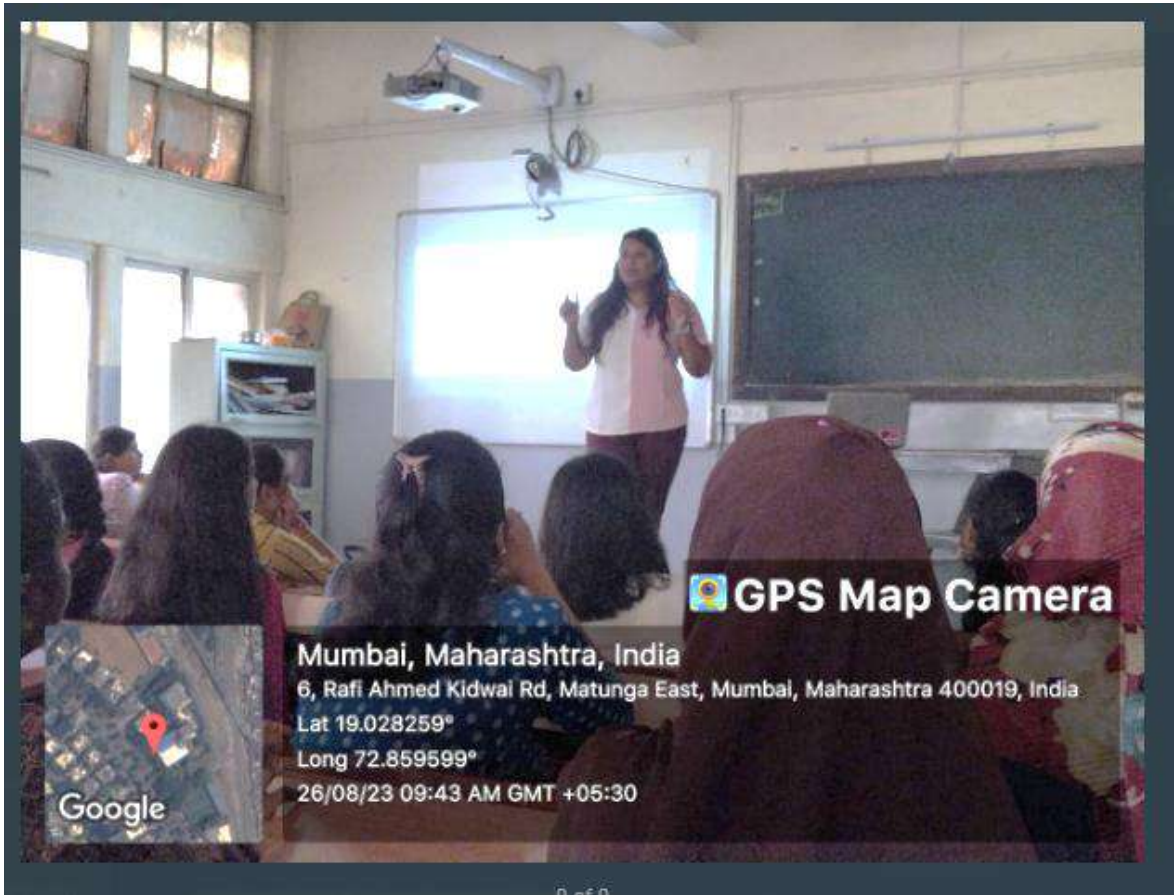 GPS Map Camera
Mumbai, Maharashtra, India
6, Rafi Ahmed Kidwai Rd, Matunga East, Mumbai, Maharashtra 400019, India
Lat 19.028259°
Long 72.859599°
26/08/23 09:43 AM GMT +05:30
Google